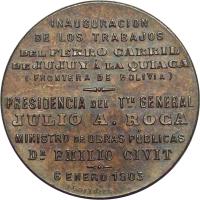 INAUGURACION
DE LOS TRABAJOS
DEL FERRO CARRIL
DE JUJUY A LA QUIACA
(FRONTERA DE BOLIVIA)
PRESIDENCIA DEL TTE GENERAL
JULIO A. ROCA
MINISTRO DE OBRAS PÚBLICAS
DR EMILIO CIVIT
6 ENERO 1903